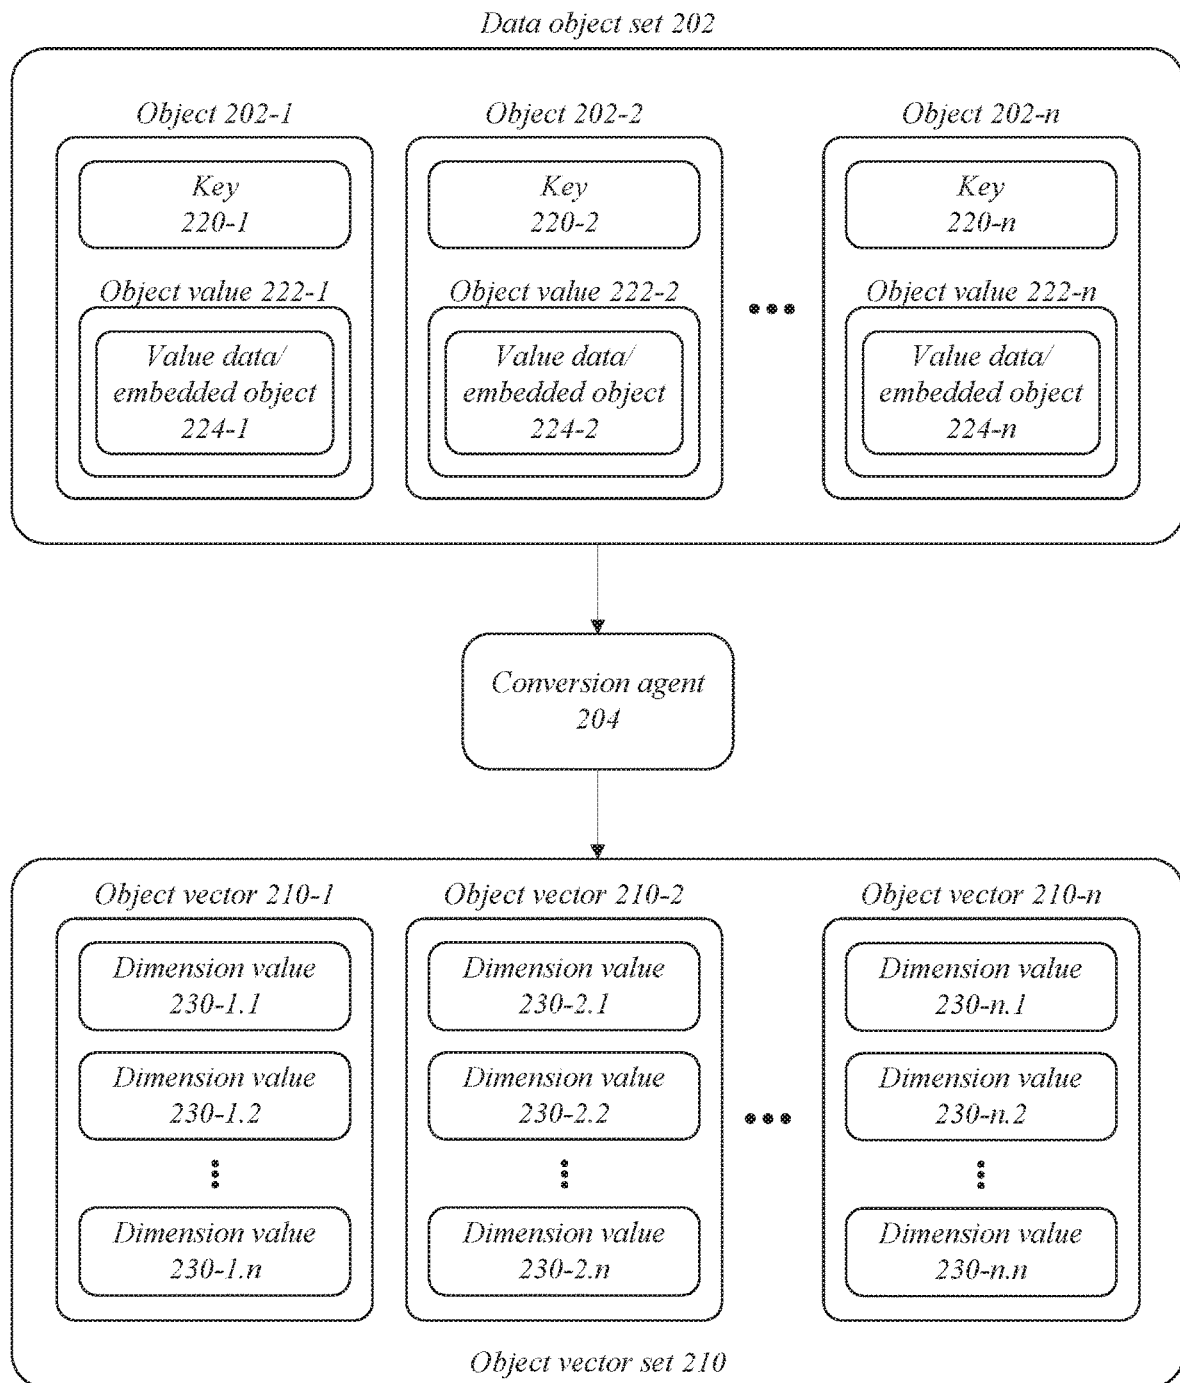 Data object set 202
Object 202-1
Object 202-2
Object 202-n
Key
220-1
Key
220-2
Key
220-n
Object value 222-1
Object value 222-2
Object value 222-n
Value data/
embedded object
224-1
Value data/
embedded object
224-2
Value data/
embedded object
224-n
Conversion agent
204
Object vector 210-1
Object vector 210-2
Object vector 210-n
Dimension value
230-1.1
Dimension value
230-2.1
Dimension value
230-n.1
Dimension value
230-1.2
Dimension value
230-2.2
Dimension value
230-n.2
Dimension value
230-1.n
Dimension value
230-2.n
Dimension value
230-n.n
Object vector set 210